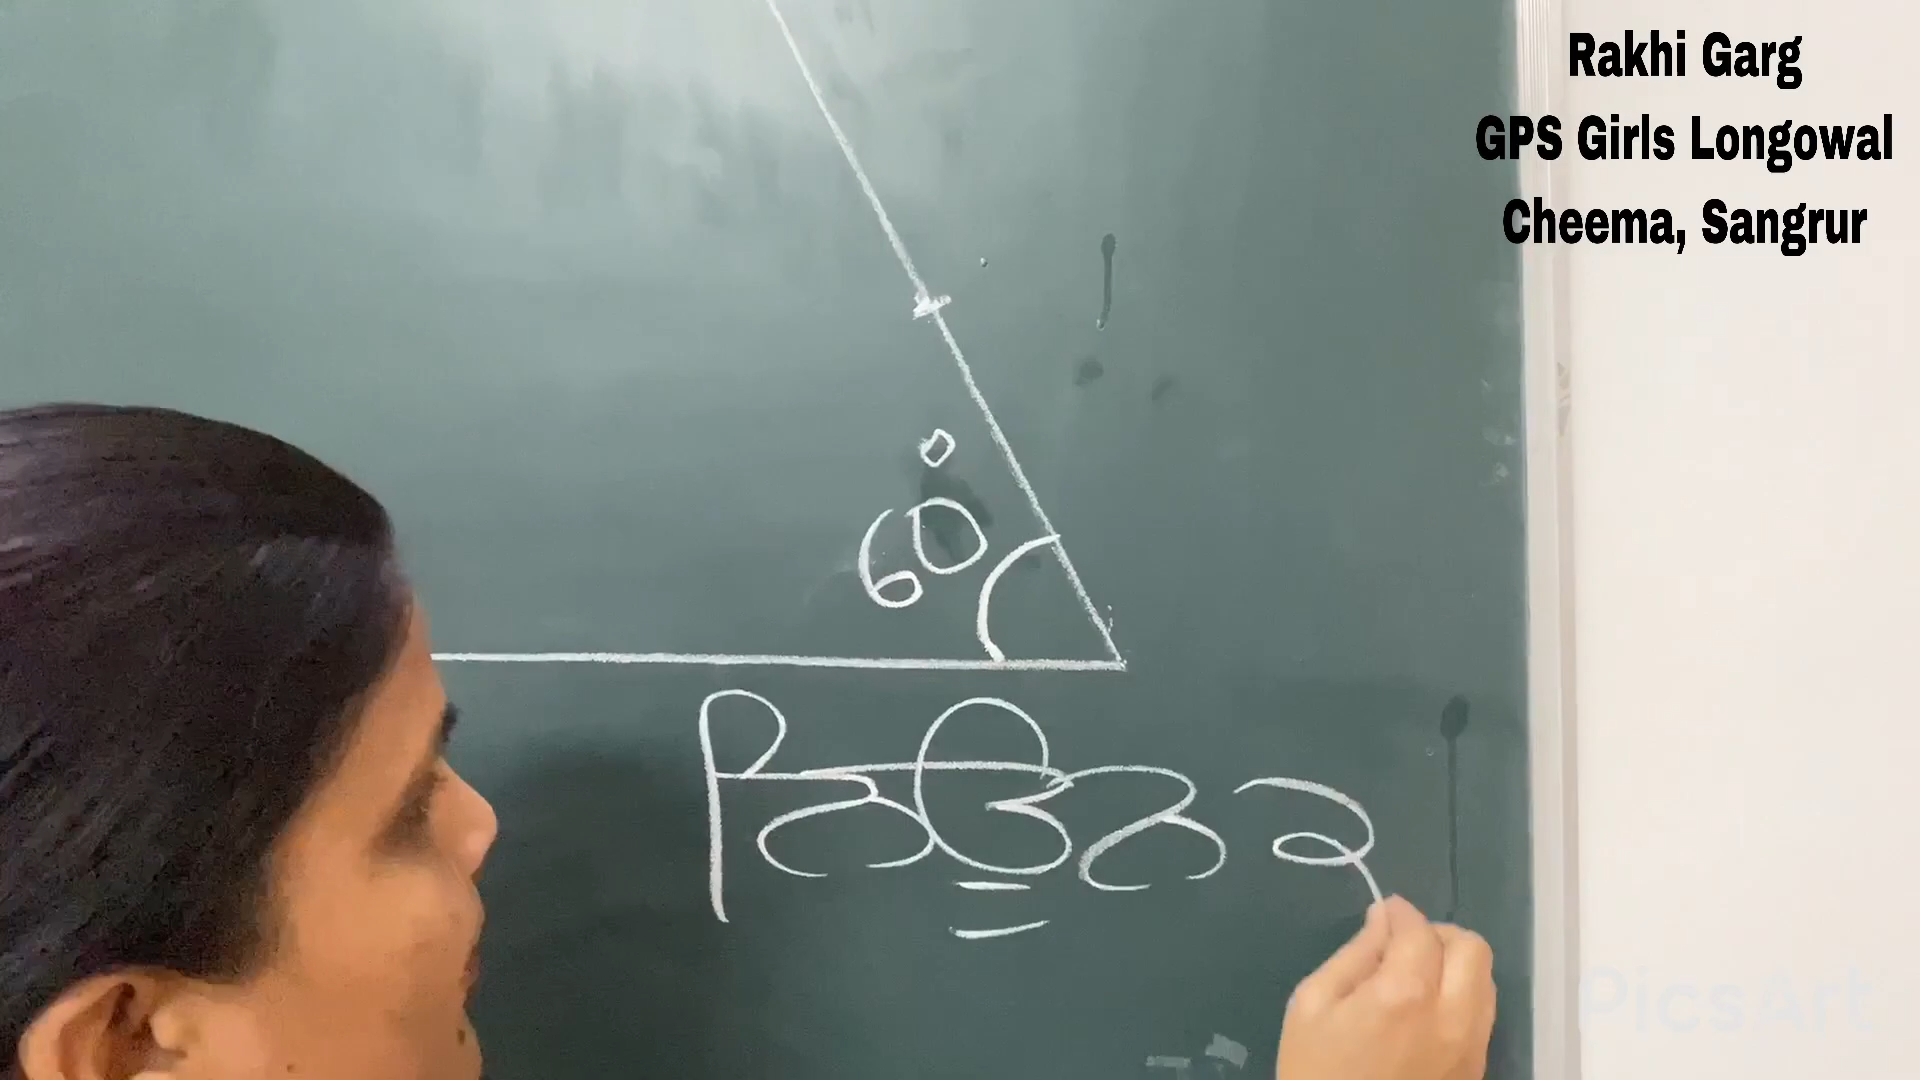 Rakhi Garg
GPS Girls Longowal
Cheema, Sangrur
60°
ਨਿਊਨ
PicsArt